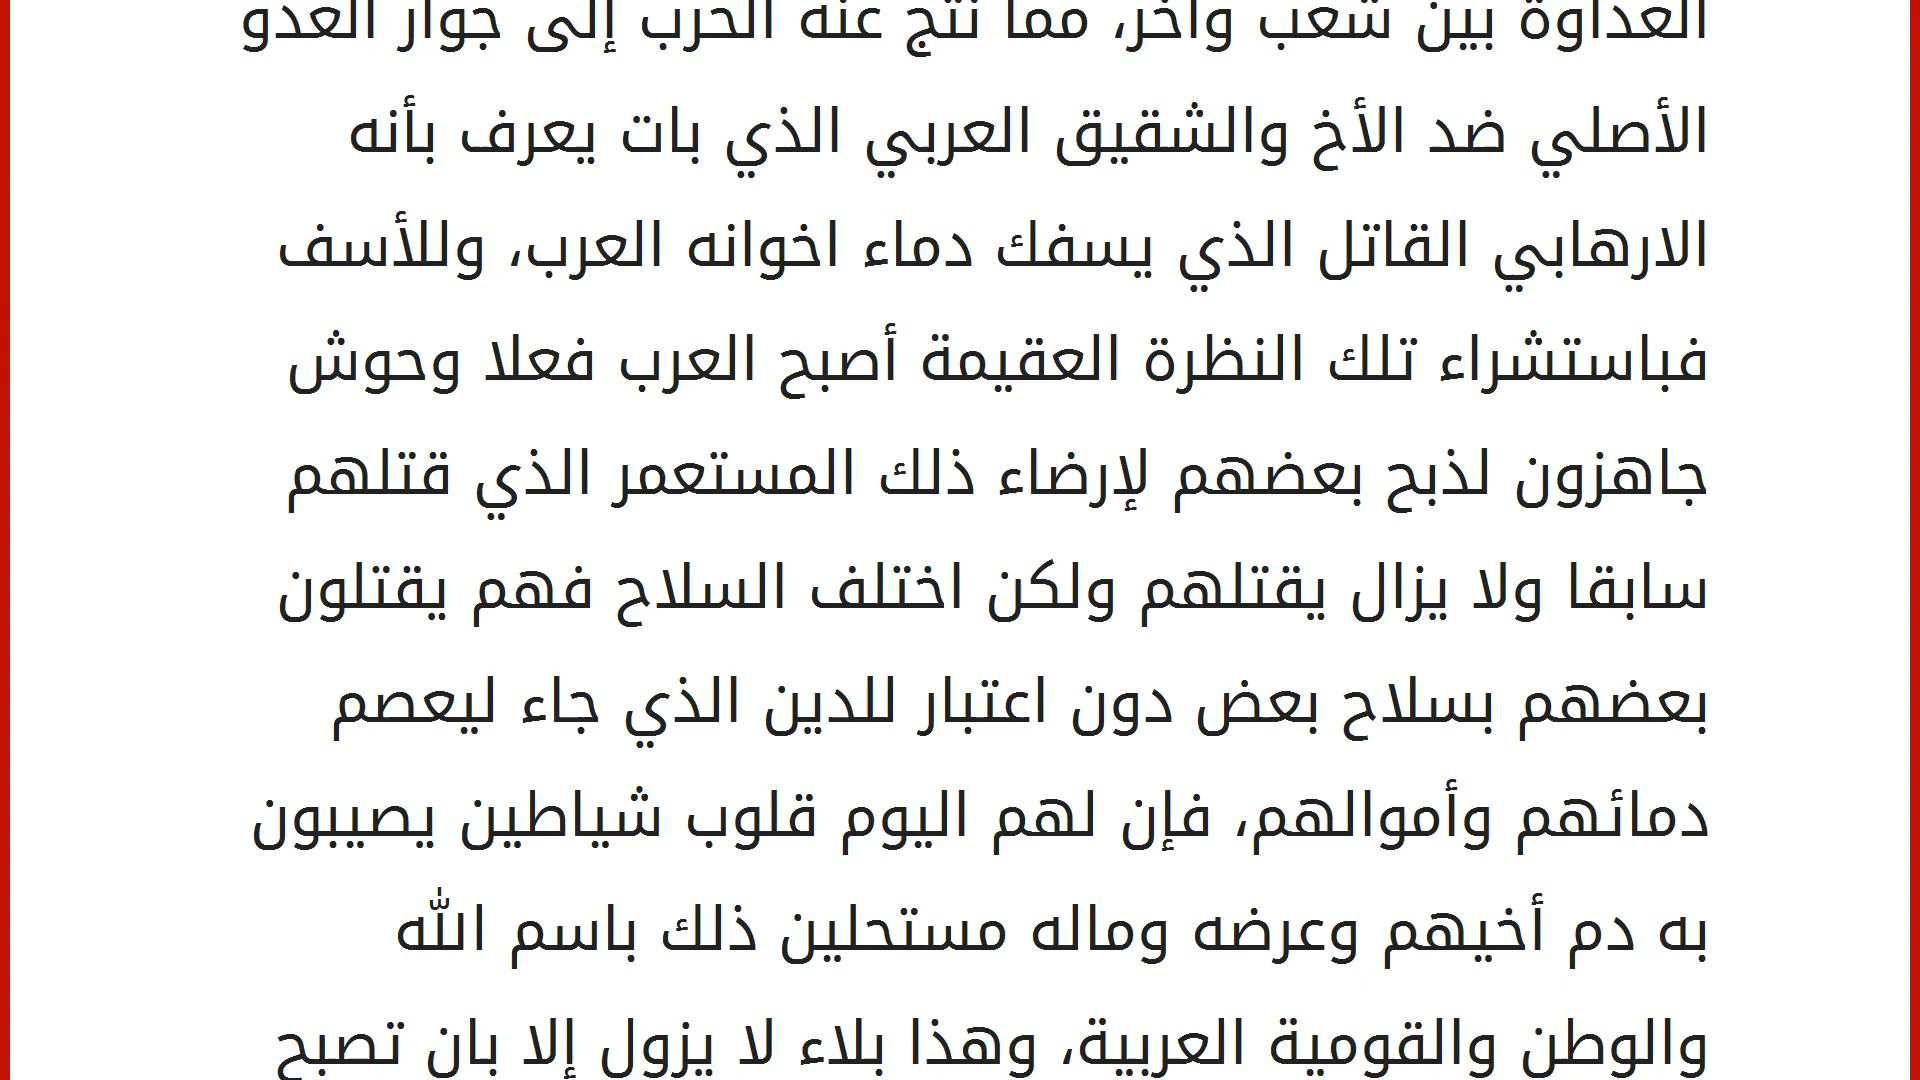 العداوة بين شعب وآخر، مما نتج عنه الحرب إلى جوار العدو
الأصلي ضد الأخ والشقيق العربي الذي بات يعرف بأنه
الارهابي القاتل الذي يسفك دماء اخوانه العرب، وللأسف
فباستشراء تلك النظرة العقيمة أصبح العرب فعلا وحوش
جاهزون لذبح بعضهم لإرضاء ذلك المستعمر الذي قتلهم
سابقا ولا يزال يقتلهم ولكن اختلف السلاح فهم يقتلون
بعضهم بسلاح بعض دون اعتبار للدين الذي جاء ليعصم
دمائهم وأموالهم، فإن لهم اليوم قلوب شياطين يصيبون
به دم أخيهم وعرضه وماله مستحلين ذلك باسم الله
والوطن والقومية العربية، وهذا بلاء لا يزول إلا بان تصبح